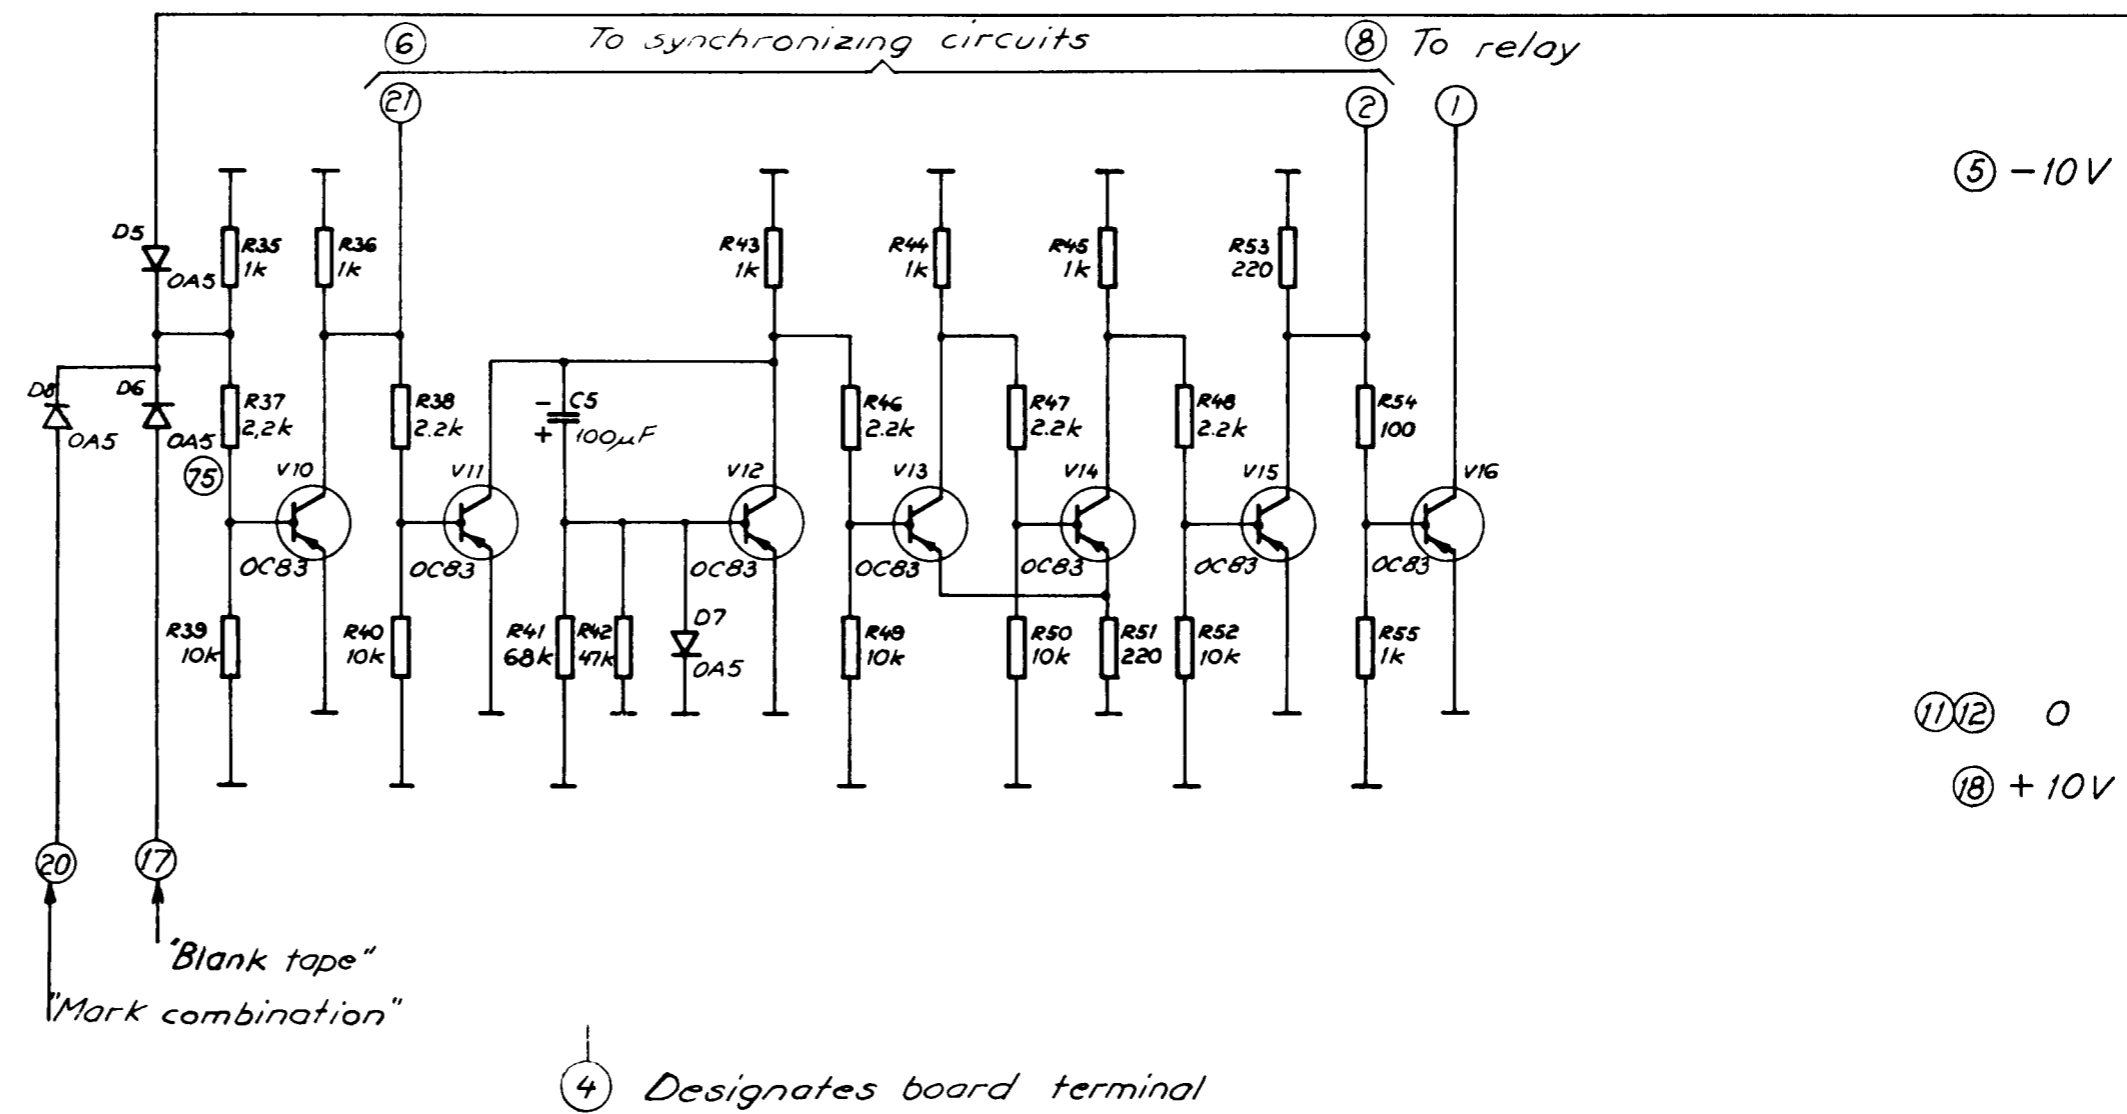 6 To synchronizing circuits 8 To relay
21 2 1
5 -10V
D5 OA5
R35 1k
R36 1k
R43 1k
R44 1k
R45 1k
R53 220
D8 OA5
D6 OA5
R37 2,2k
75
R38 2.2k
- C5
+ 100µF
R46 2.2k
R47 2.2k
R48 2.2k
R54 100
V10 OC83
V11 OC83
V12 OC83
V13 OC83
V14 OC83
V15 OC83
V16 OC83
R39 10k
R40 10k
R41 68k
R42 47k
D7 OA5
R49 10k
R50 10k
R51 220
R52 10k
R55 1k
11 12 0
18 +10V
20 17
"Blank tape"
"Mark combination"
4 Designates board terminal